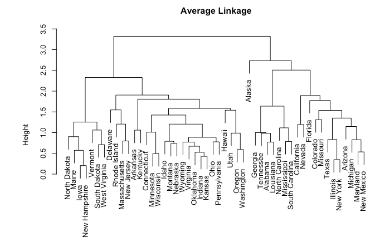 Average Linkage
Height
3.5
3.0
2.5
2.0
1.5
1.0
0.5
0.0
North Dakota
Maine
Iowa
New Hampshire
Vermont
South Dakota
West Virginia
Delaware
Rhode Island
Massachusetts
New Jersey
Arkansas
Kentucky
Connecticut
Minnesota
Wisconsin
Idaho
Montana
Nebraska
Wyoming
Virginia
Oklahoma
Indiana
Kansas
Ohio
Pennsylvania
Hawaii
Utah
Oregon
Washington
Alaska
Georgia
Tennessee
Alabama
Louisiana
North Carolina
Mississippi
South Carolina
California
Nevada
Florida
Colorado
Missouri
Texas
Illinois
New York
Arizona
Michigan
Maryland
New Mexico